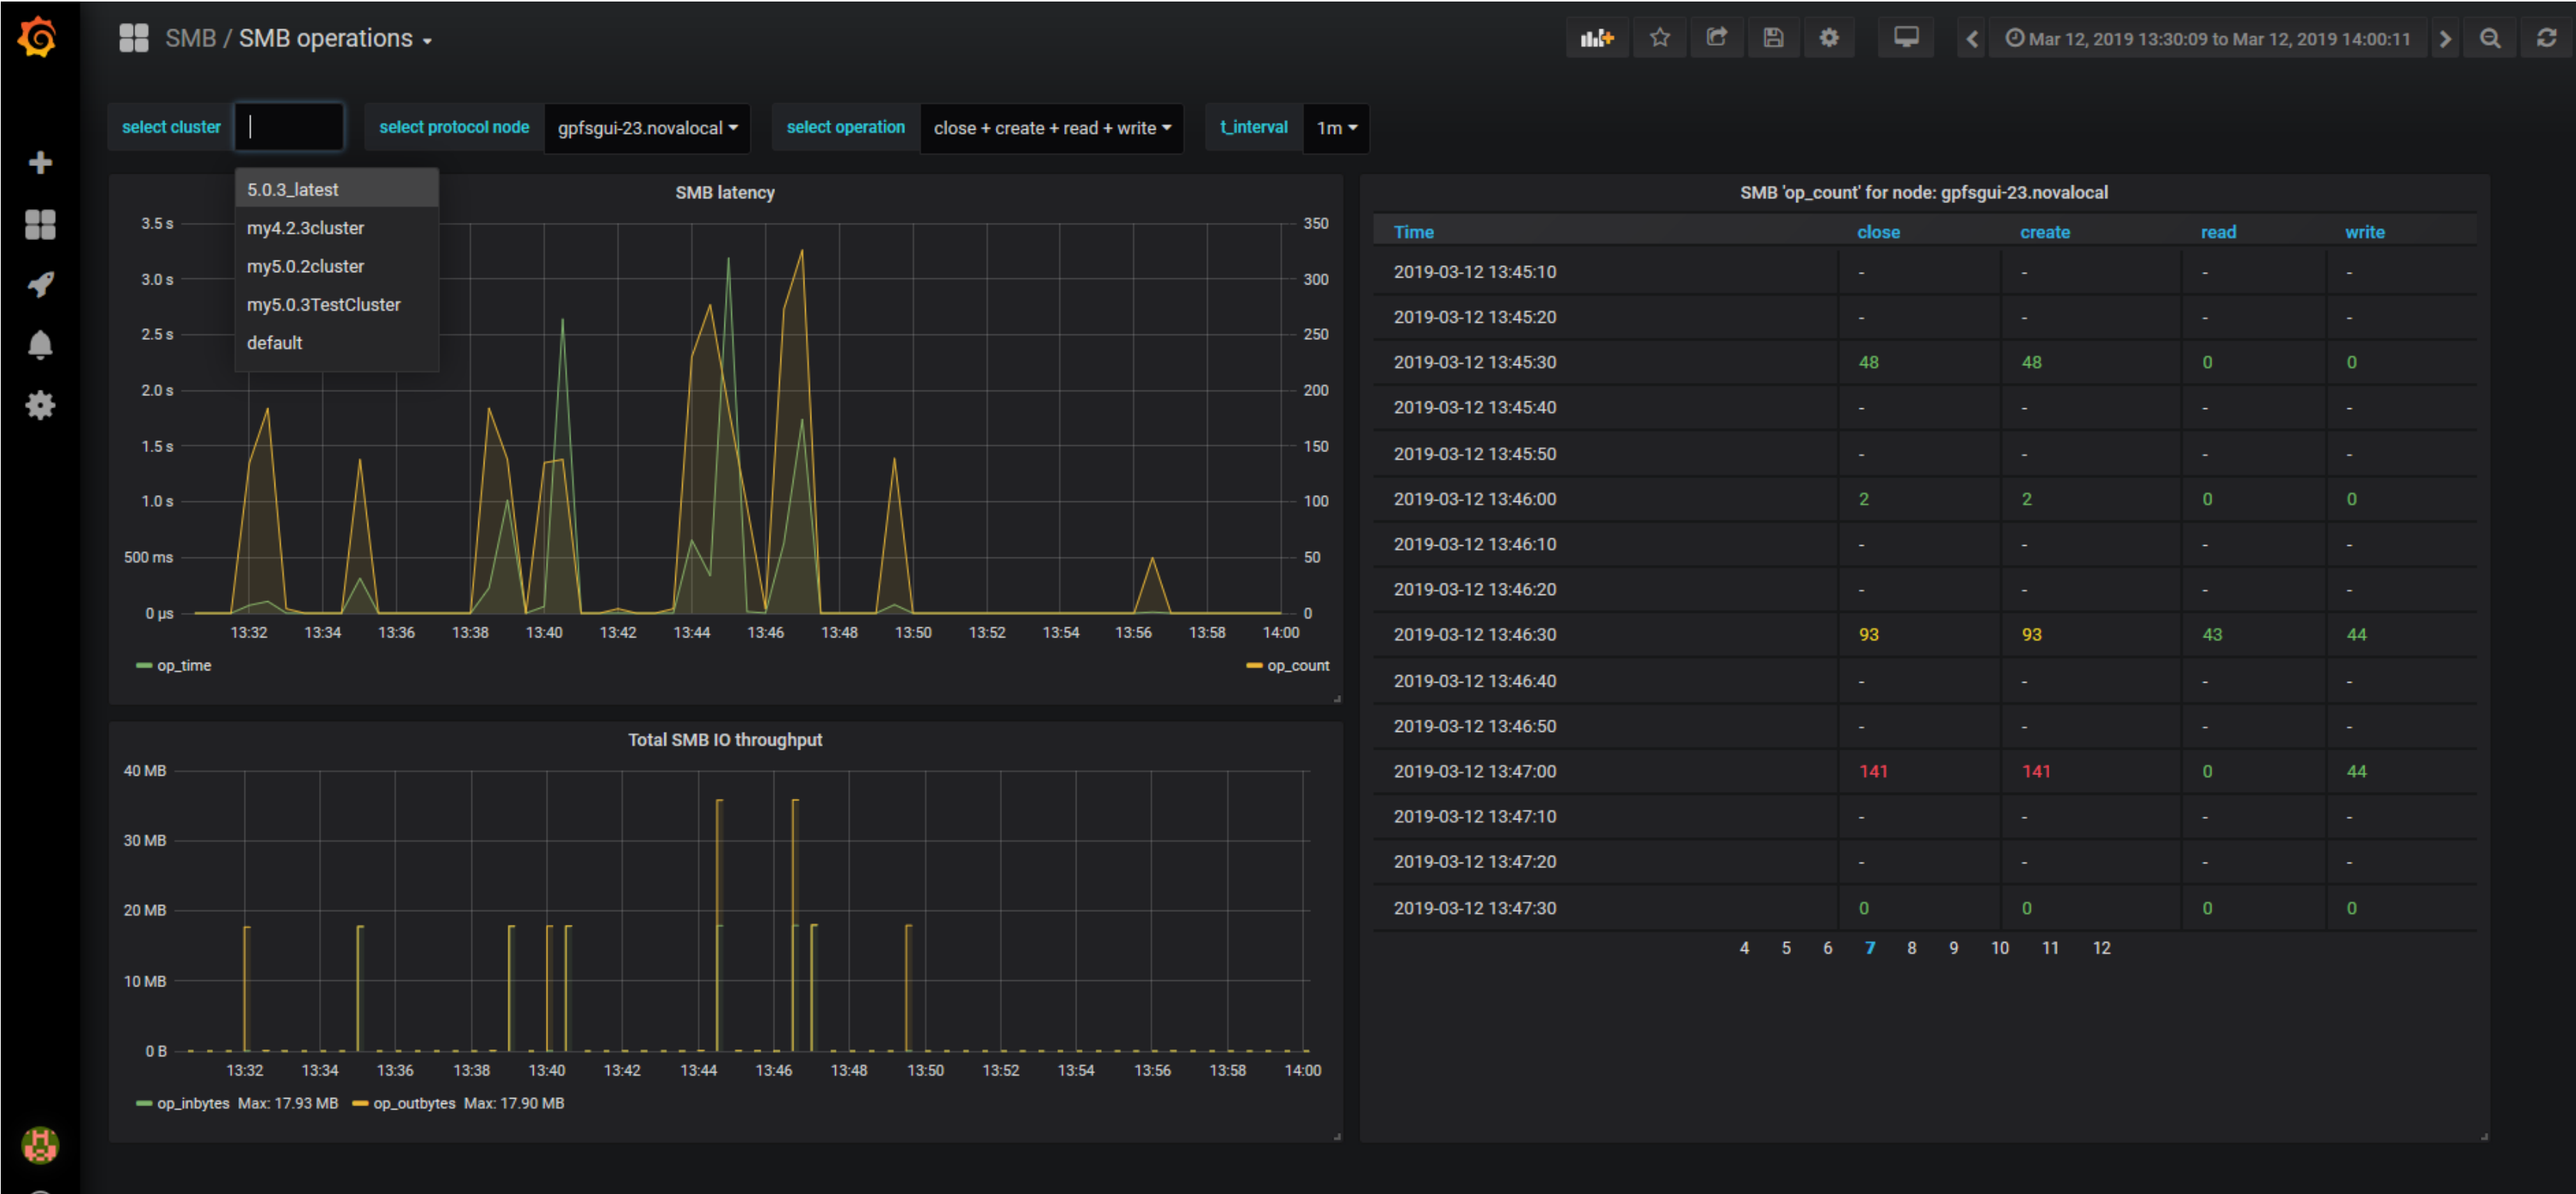 SMB / SMB operations
Mar 12, 2019 13:30:09 to Mar 12, 2019 14:00:11
select cluster
select protocol node gpfsgui-23.novalocal
select operation close + create + read + write
t_interval 1m
5.0.3_latest
my4.2.3cluster
my5.0.2cluster
my5.0.3TestCluster
default
SMB latency
3.5 s 350
3.0 s 300
2.5 s 250
2.0 s 200
1.5 s 150
1.0 s 100
500 ms 50
0 µs 0
13:32 13:34 13:36 13:38 13:40 13:42 13:44 13:46 13:48 13:50 13:52 13:54 13:56 13:58 14:00
op_time op_count
Total SMB IO throughput
40 MB
30 MB
20 MB
10 MB
0 B
13:32 13:34 13:36 13:38 13:40 13:42 13:44 13:46 13:48 13:50 13:52 13:54 13:56 13:58 14:00
op_inbytes Max: 17.93 MB op_outbytes Max: 17.90 MB
SMB 'op_count' for node: gpfsgui-23.novalocal
Time close create read write
2019-03-12 13:45:10 - - - -
2019-03-12 13:45:20 - - - -
2019-03-12 13:45:30 48 48 0 0
2019-03-12 13:45:40 - - - -
2019-03-12 13:45:50 - - - -
2019-03-12 13:46:00 2 2 0 0
2019-03-12 13:46:10 - - - -
2019-03-12 13:46:20 - - - -
2019-03-12 13:46:30 93 93 43 44
2019-03-12 13:46:40 - - - -
2019-03-12 13:46:50 - - - -
2019-03-12 13:47:00 141 141 0 44
2019-03-12 13:47:10 - - - -
2019-03-12 13:47:20 - - - -
2019-03-12 13:47:30 0 0 0 0
4 5 6 7 8 9 10 11 12